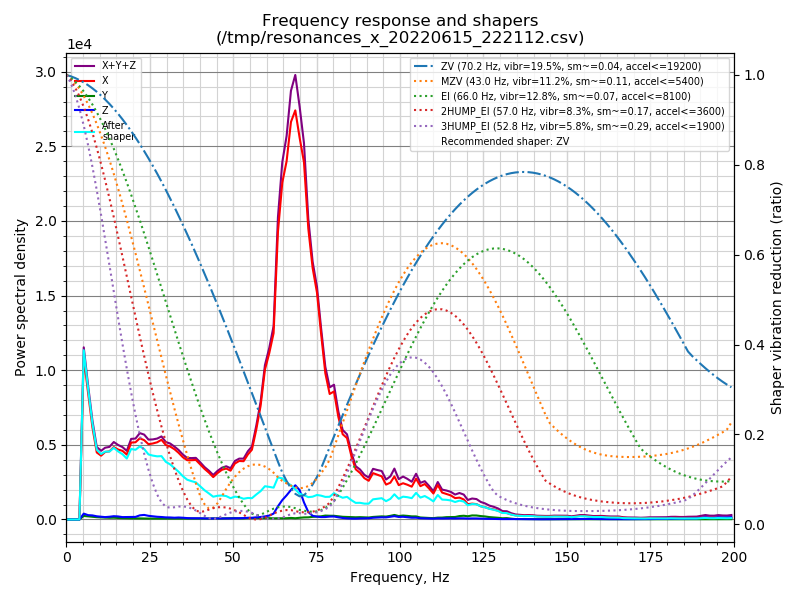 Frequency response and shapers
(/tmp/resonances_x_20220615_222112.csv)
1e4
X+Y+Z
X
Y
Z
After
shaper
ZV (70.2 Hz, vibr=19.5%, sm~=0.04, accel<=19200)
MZV (43.0 Hz, vibr=11.2%, sm~=0.11, accel<=5400)
EI (66.0 Hz, vibr=12.8%, sm~=0.07, accel<=8100)
2HUMP_EI (57.0 Hz, vibr=8.3%, sm~=0.17, accel<=3600)
3HUMP_EI (52.8 Hz, vibr=5.8%, sm~=0.29, accel<=1900)
Recommended shaper: ZV
Power spectral density
3.0
2.5
2.0
1.5
1.0
0.5
0.0
Shaper vibration reduction (ratio)
1.0
0.8
0.6
0.4
0.2
0.0
0 25 50 75 100 125 150 175 200
Frequency, Hz